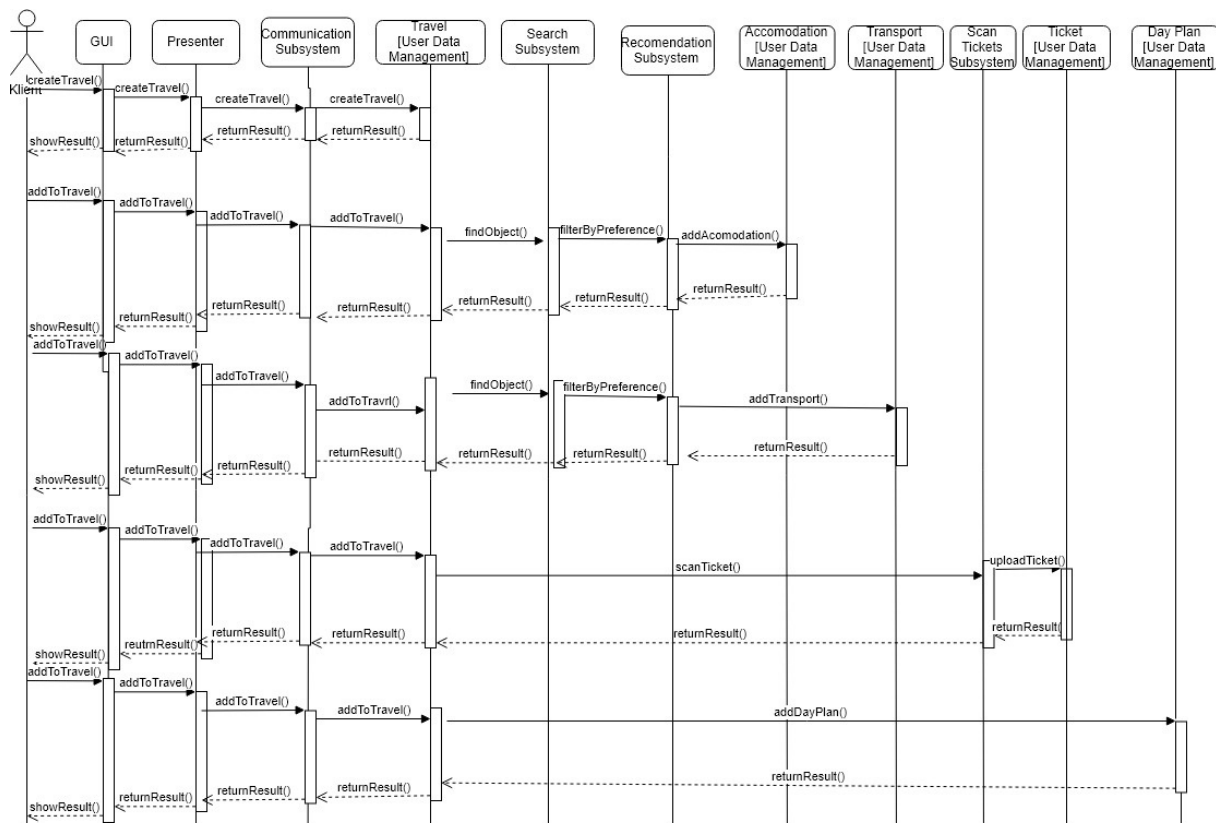 GUI
Presenter
Communication
Subsystem
Travel
[User Data
Management]
Search
Subsystem
Recomendation
Subsystem
Accomodation
[User Data
Management]
Transport
[User Data
Management]
Scan
Tickets
Subsystem
Ticket
[User Data
Management]
Day Plan
[User Data
Management]
Klient
createTravel()
createTravel()
createTravel()
createTravel()
showResult()
returnResult()
returnResult()
returnResult()
addToTravel()
addToTravel()
addToTravel()
addToTravel()
findObject()
filterByPreference()
addAcomodation()
showResult()
returnResult()
returnResult()
returnResult()
returnResult()
returnResult()
returnResult()
addToTravel()
addToTravel()
addToTravel()
addToTravrl()
findObject()
filterByPreference()
addTransport()
showResult()
returnResult()
returnResult()
returnResult()
returnResult()
returnResult()
returnResult()
addToTravel()
addToTravel()
addToTravel()
addToTravel()
scanTicket()
uploadTicket()
showResult()
reutrnResult()
returnResult()
returnResult()
returnResult()
returnResult()
addToTravel()
addToTravel()
addToTravel()
addToTravel()
addDayPlan()
showResult()
returnResult()
returnResult()
returnResult()
returnResult()